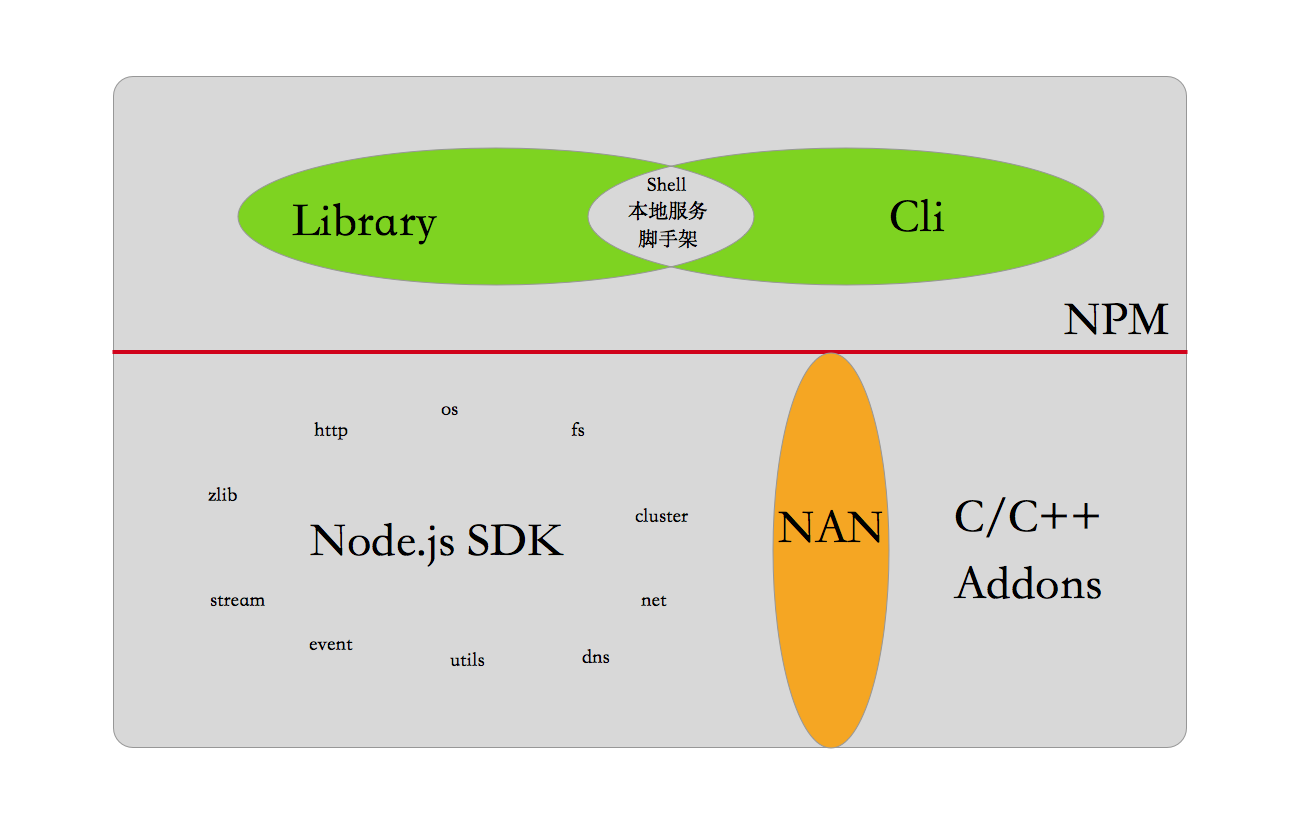 Library
Shell
本地服务
脚手架
Cli
NPM
os
http
fs
zlib
cluster
Node.js SDK
stream
net
event
utils
dns
NAN
C/C++
Addons